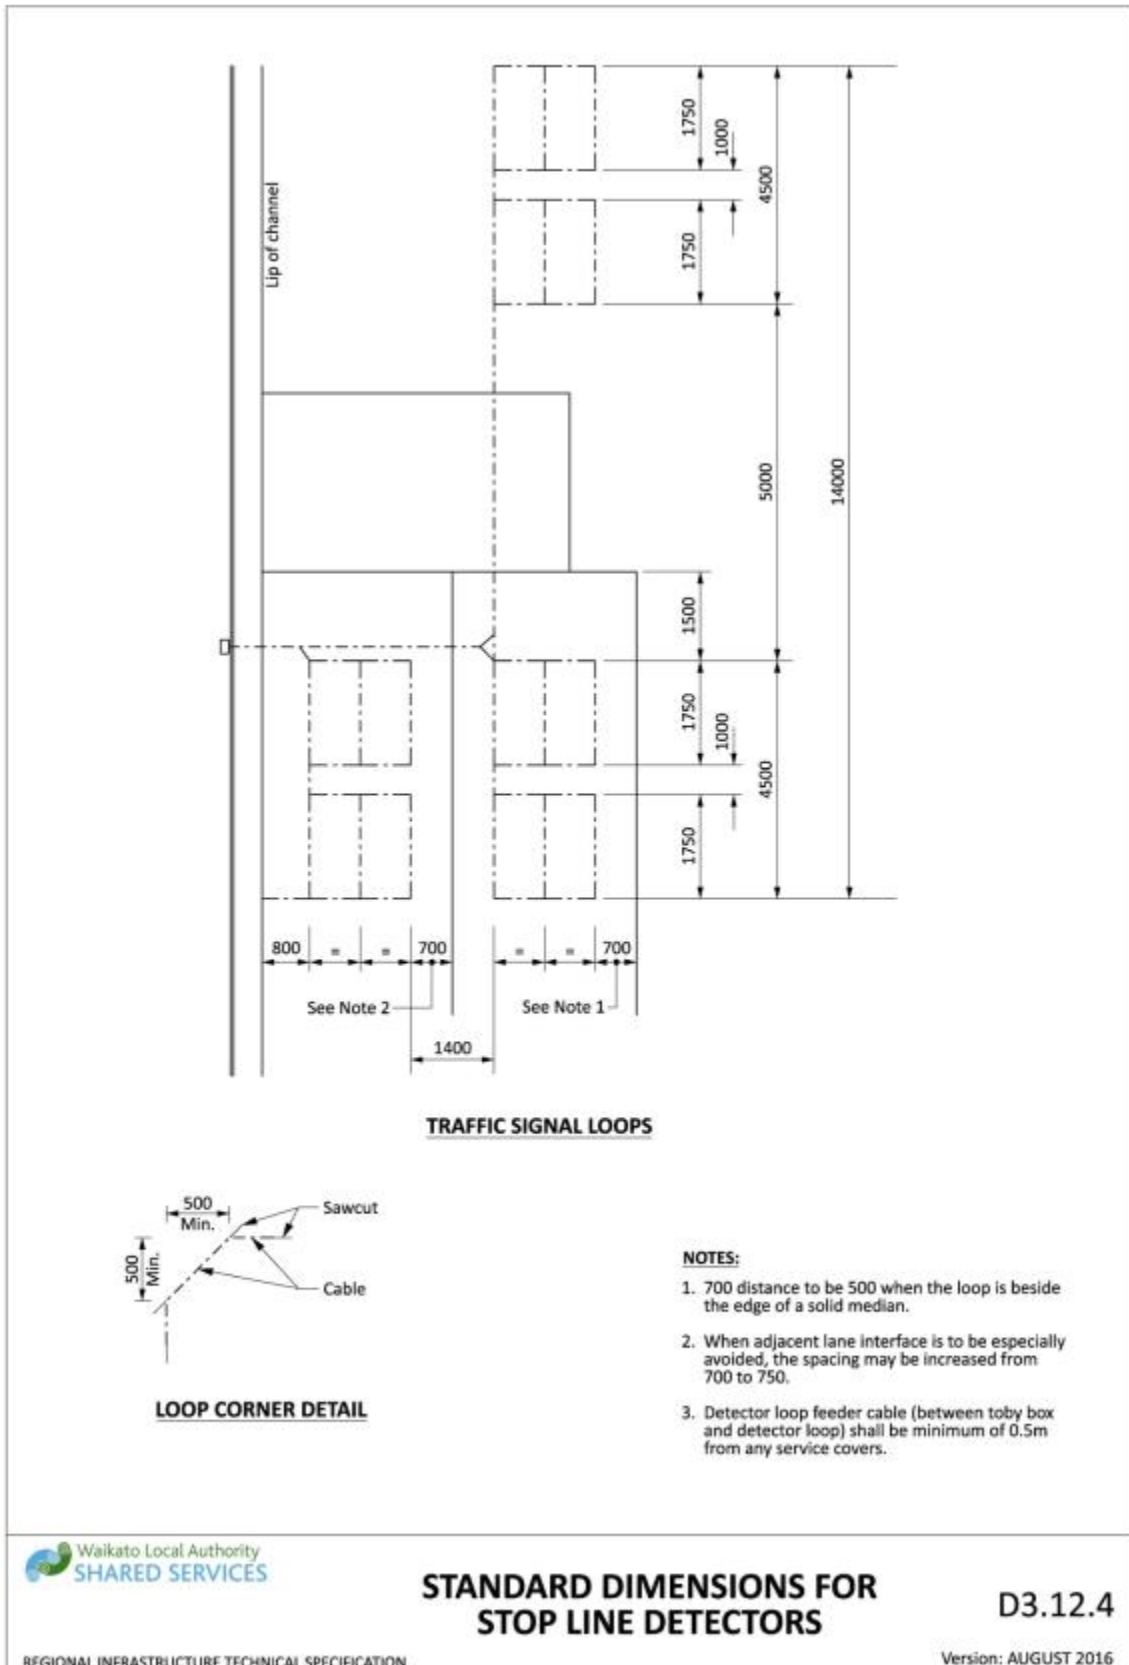 Lip of channel
1750
1000
4500
1750
5000
14000
1500
1750
1000
4500
1750
800
=
=
700
=
=
700
See Note 2
See Note 1
1400
TRAFFIC SIGNAL LOOPS
500
Min.
500
Min.
Sawcut
Cable
LOOP CORNER DETAIL
NOTES:
1. 700 distance to be 500 when the loop is beside
the edge of a solid median.
2. When adjacent lane interface is to be especially
avoided, the spacing may be increased from
700 to 750.
3. Detector loop feeder cable (between toby box
and detector loop) shall be minimum of 0.5m
from any service covers.
Waikato Local Authority
SHARED SERVICES
STANDARD DIMENSIONS FOR
STOP LINE DETECTORS
D3.12.4
REGIONAL INFRASTRUCTURE TECHNICAL SPECIFICATION
Version: AUGUST 2016